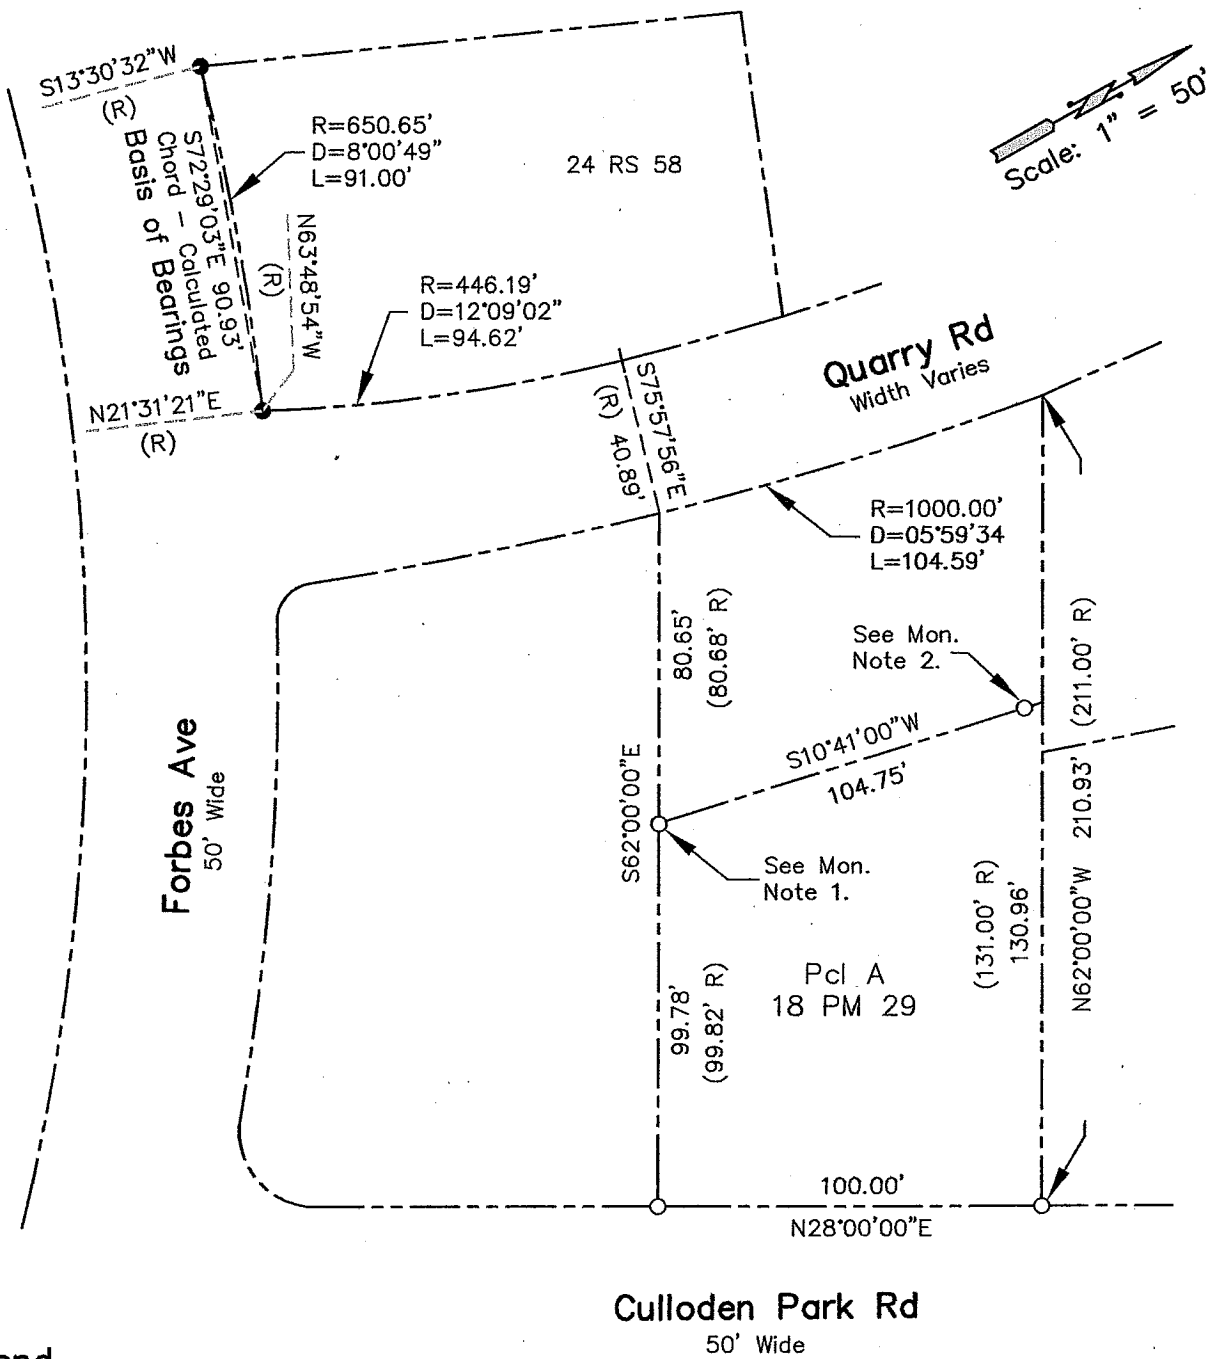 S13°30'32"W
(R)
R=650.65'
D=8°00'49"
L=91.00'
24 RS 58
Scale: 1" = 50'
S72°29'03"E 90.93'
Chord - Calculated
Basis of Bearings
N63°48'54"W
(R)
R=446.19'
D=12°09'02"
L=94.62'
N21°31'21"E
(R)
S75°57'56"E
(R) 40.89'
Quarry Rd
Width Varies
R=1000.00'
D=05°59'34
L=104.59'
80.65'
(80.68' R)
See Mon.
Note 2.
(211.00' R)
S10°41'00"W
104.75'
S62°00'00"E
Forbes Ave
50' Wide
See Mon.
Note 1.
N62°00'00"W 210.93'
(131.00' R)
130.96'
Pcl A
18 PM 29
99.78'
(99.82' R)
100.00'
N28°00'00"E
Culloden Park Rd
50' Wide